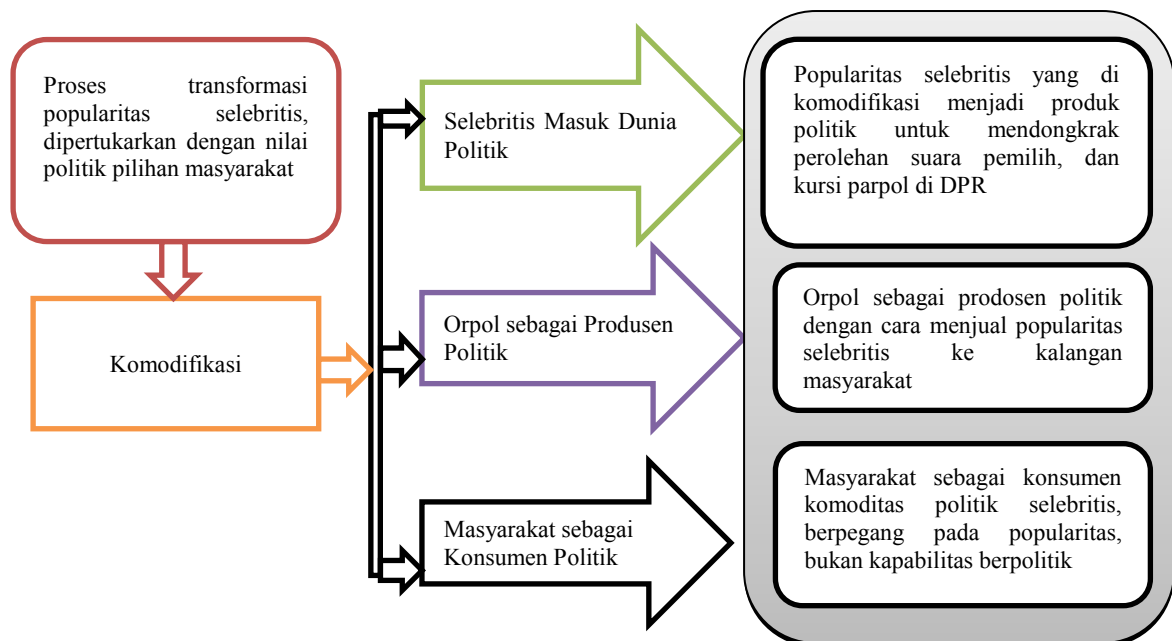 Proses transformasi
popularitas selebritis,
dipertukarkan dengan nilai
politik pilihan masyarakat
Komodifikasi
Selebritis Masuk Dunia
Politik
Orpol sebagai Produsen
Politik
Masyarakat sebagai
Konsumen Politik
Popularitas selebritis yang di
komodifikasi menjadi produk
politik untuk mendongkrak
perolehan suara pemilih, dan
kursi parpol di DPR
Orpol sebagai prodosen politik
dengan cara menjual popularitas
selebritis ke kalangan
masyarakat
Masyarakat sebagai konsumen
komoditas politik selebritis,
berpegang pada popularitas,
bukan kapabilitas berpolitik